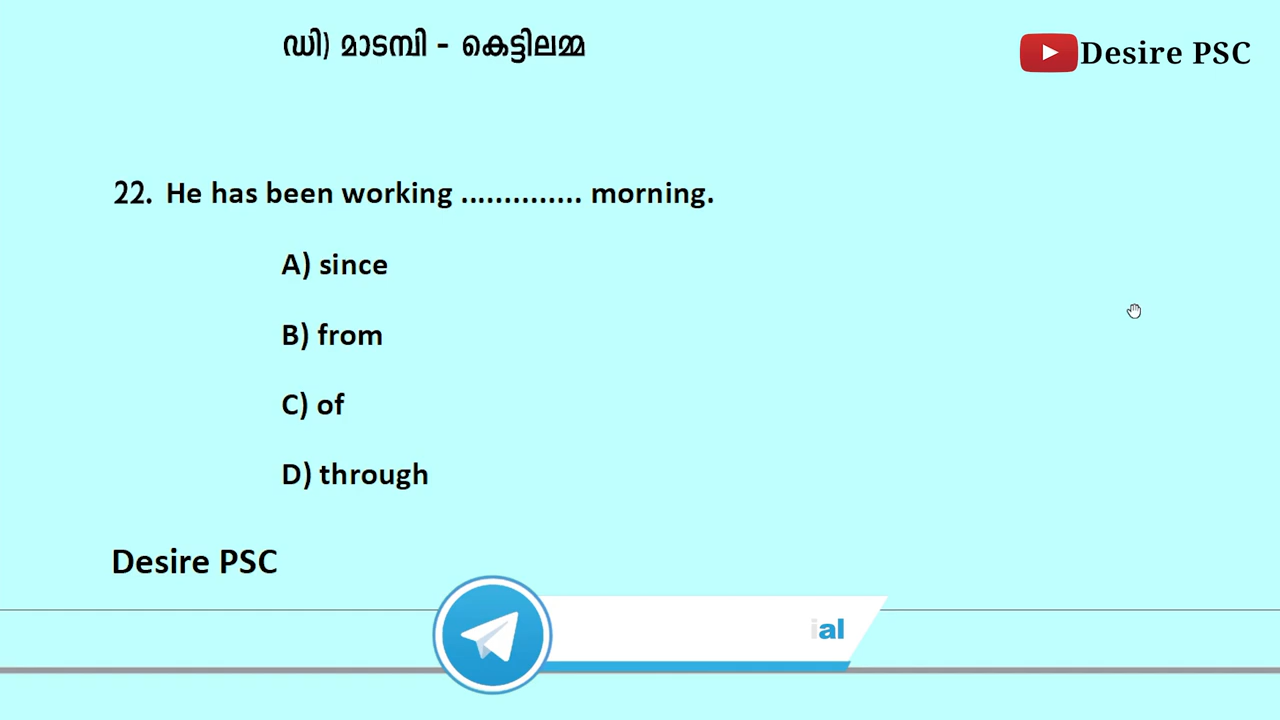 ഡി) മാടമ്പി - കെട്ടിലമ്മ
Desire PSC
22. He has been working .............. morning.
A) since
B) from
C) of
D) through
Desire PSC
ial